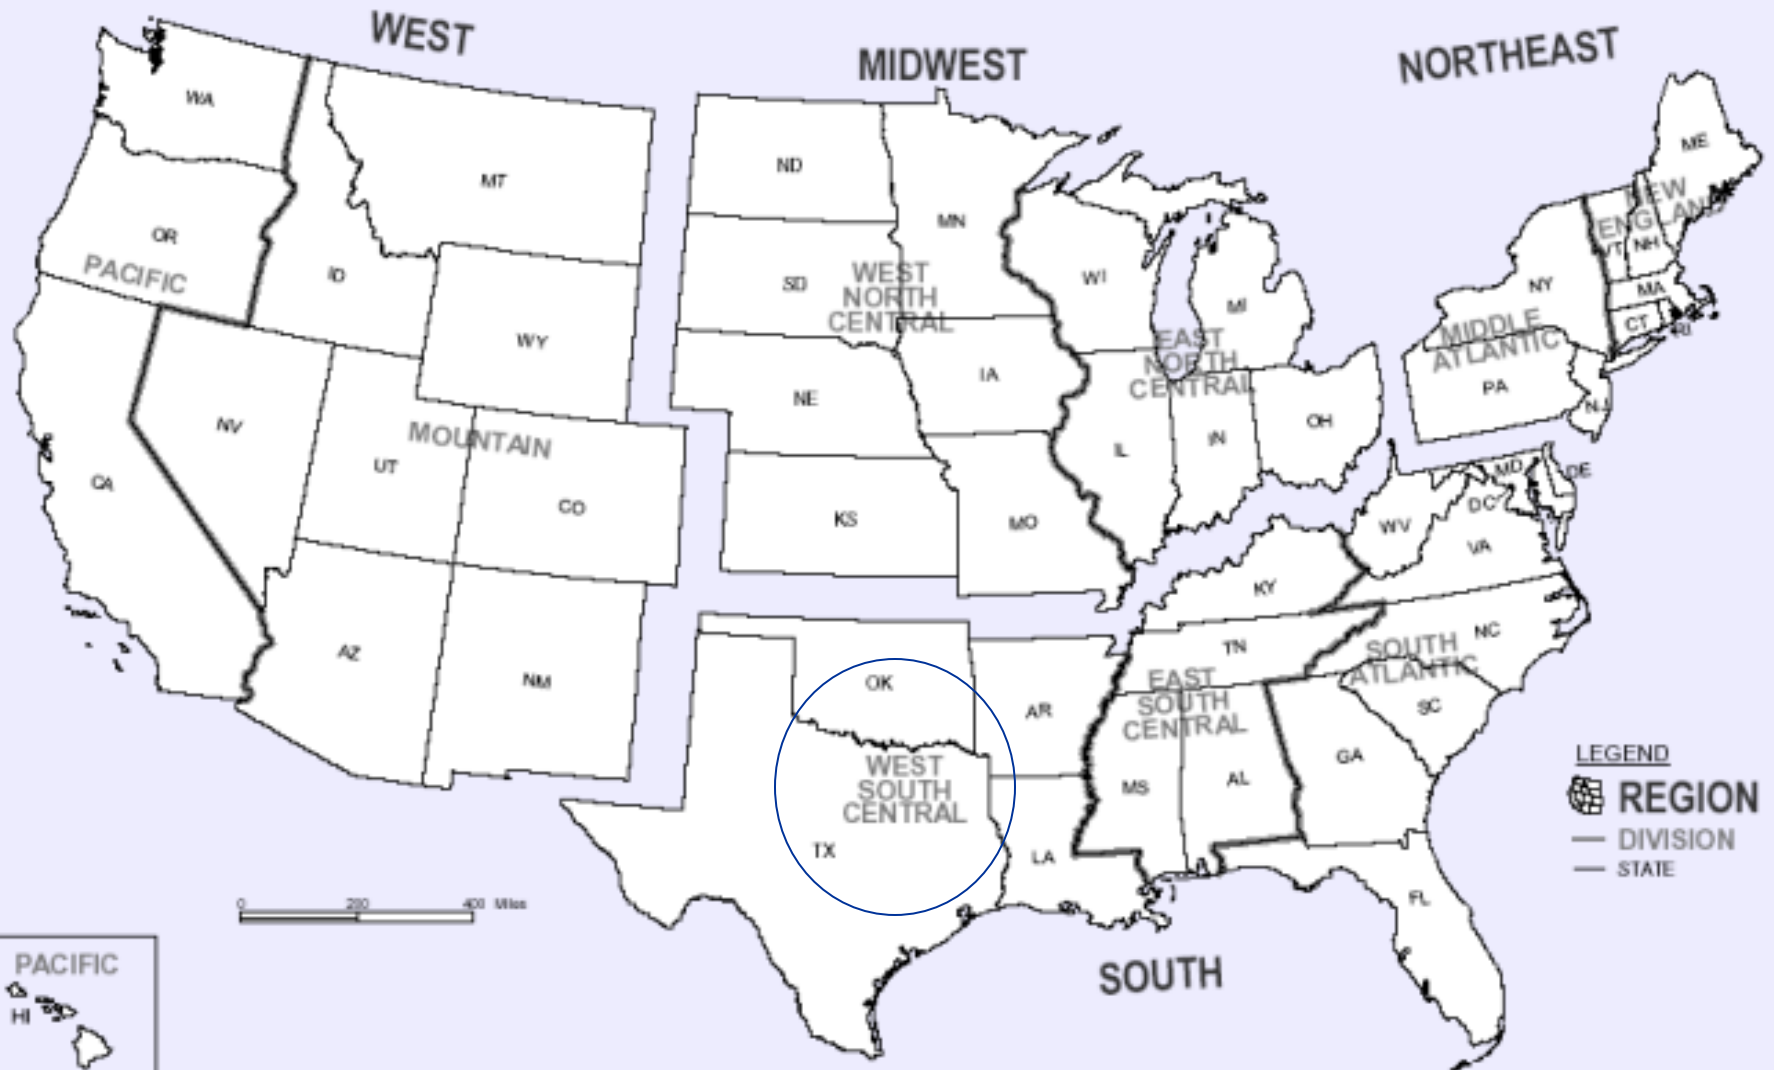 WEST
MIDWEST
NORTHEAST
WA
MT
ND
MN
ME
OR
PACIFIC
ID
SD
WEST
NORTH
CENTRAL
WI
MI
NEW
ENGLAND
VT
NH
NY
MA
CT
RI
WY
NE
IA
EAST
NORTH
CENTRAL
MIDDLE
ATLANTIC
PA
NJ
NV
MOUNTAIN
UT
CO
CA
KS
MO
IL
IN
OH
MD
DE
DC
WV
VA
KY
AZ
NM
OK
AR
TN
NC
SOUTH
ATLANTIC
SC
EAST
SOUTH
CENTRAL
WEST
SOUTH
CENTRAL
TX
LA
MS
AL
GA
FL
LEGEND
REGION
DIVISION
STATE
0 200 400 Miles
PACIFIC
HI
SOUTH